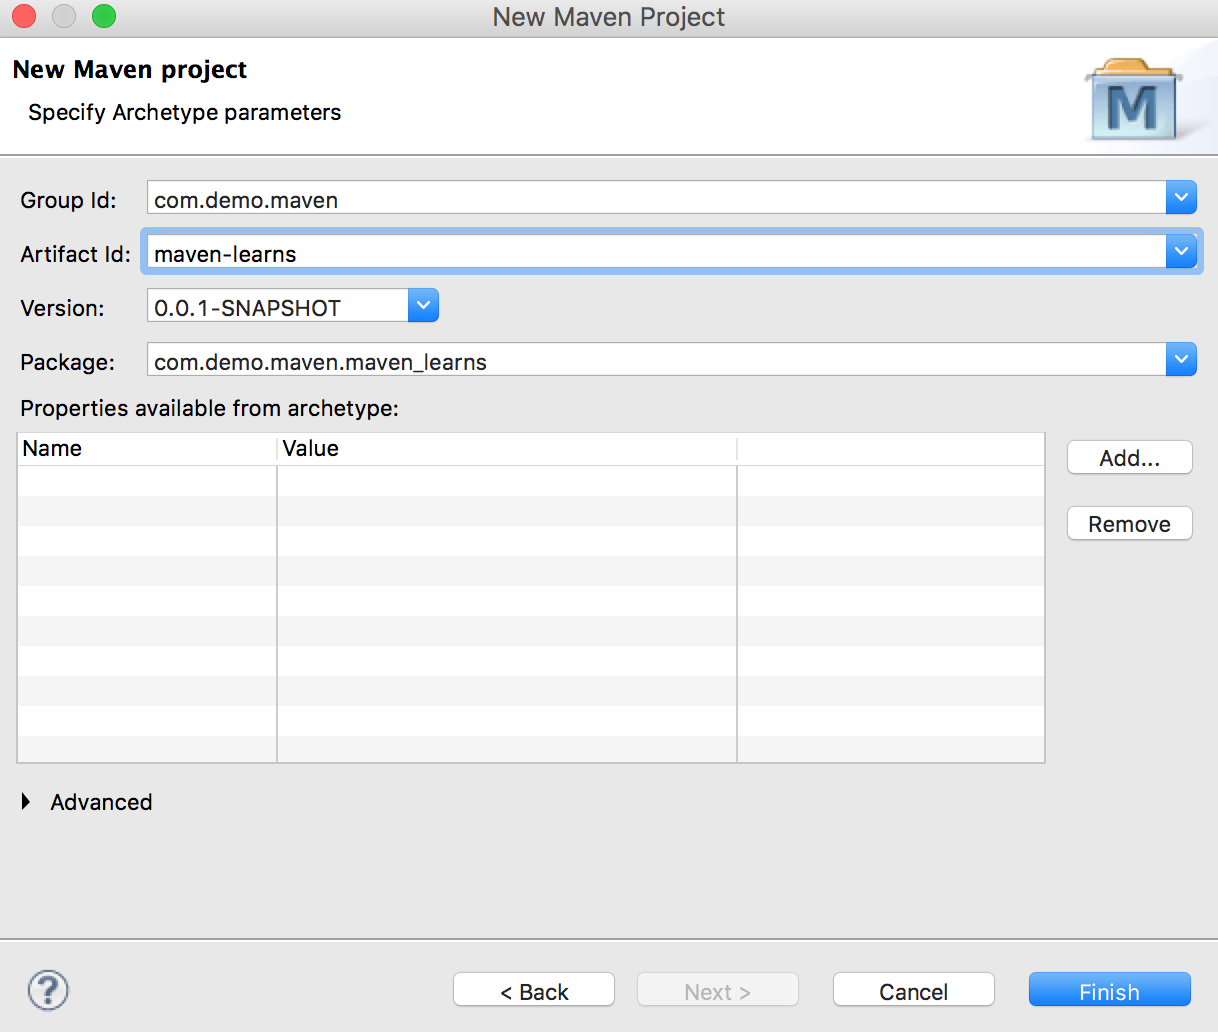 New Maven Project
New Maven project
Specify Archetype parameters
M
Group Id: com.demo.maven
Artifact Id: maven-learns
Version: 0.0.1-SNAPSHOT
Package: com.demo.maven.maven_learns
Properties available from archetype:
Name Value
Add...
Remove
Advanced
? < Back Next > Cancel Finish